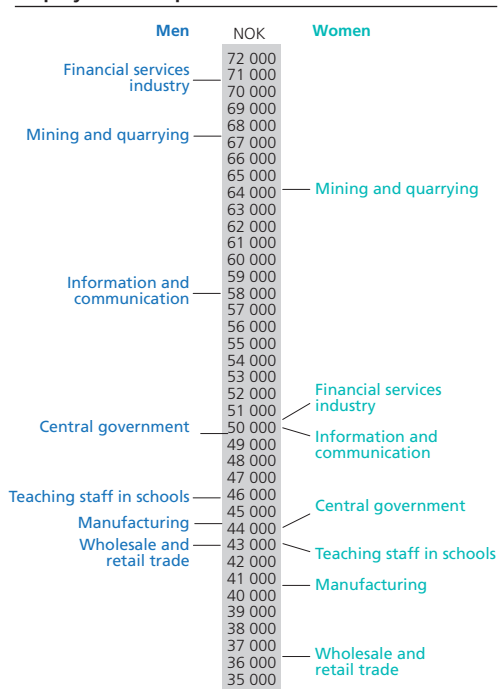 Men
NOK
Women
72 000
71 000
70 000
69 000
68 000
67 000
66 000
65 000
64 000
63 000
62 000
61 000
60 000
59 000
58 000
57 000
56 000
55 000
54 000
53 000
52 000
51 000
50 000
49 000
48 000
47 000
46 000
45 000
44 000
43 000
42 000
41 000
40 000
39 000
38 000
37 000
36 000
35 000
Financial services
industry
Mining and quarrying
Information and
communication
Central government
Teaching staff in schools
Manufacturing
Wholesale and
retail trade
Mining and quarrying
Financial services
industry
Information and
communication
Central government
Teaching staff in schools
Manufacturing
Wholesale and
retail trade